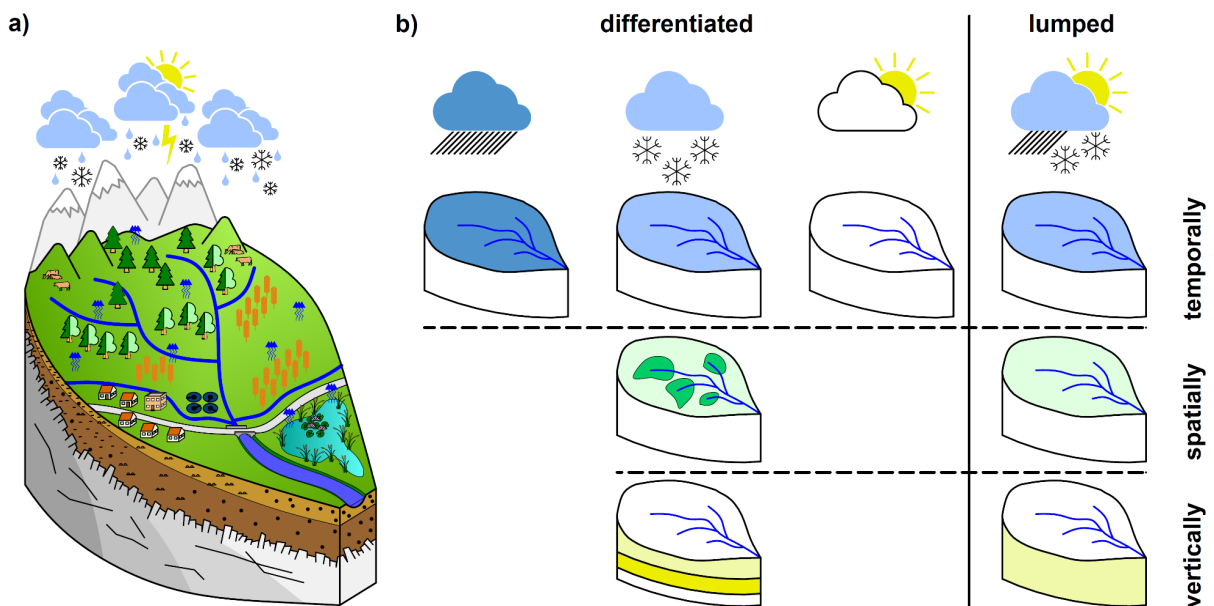 a)
b)
differentiated
lumped
temporally
spatially
vertically